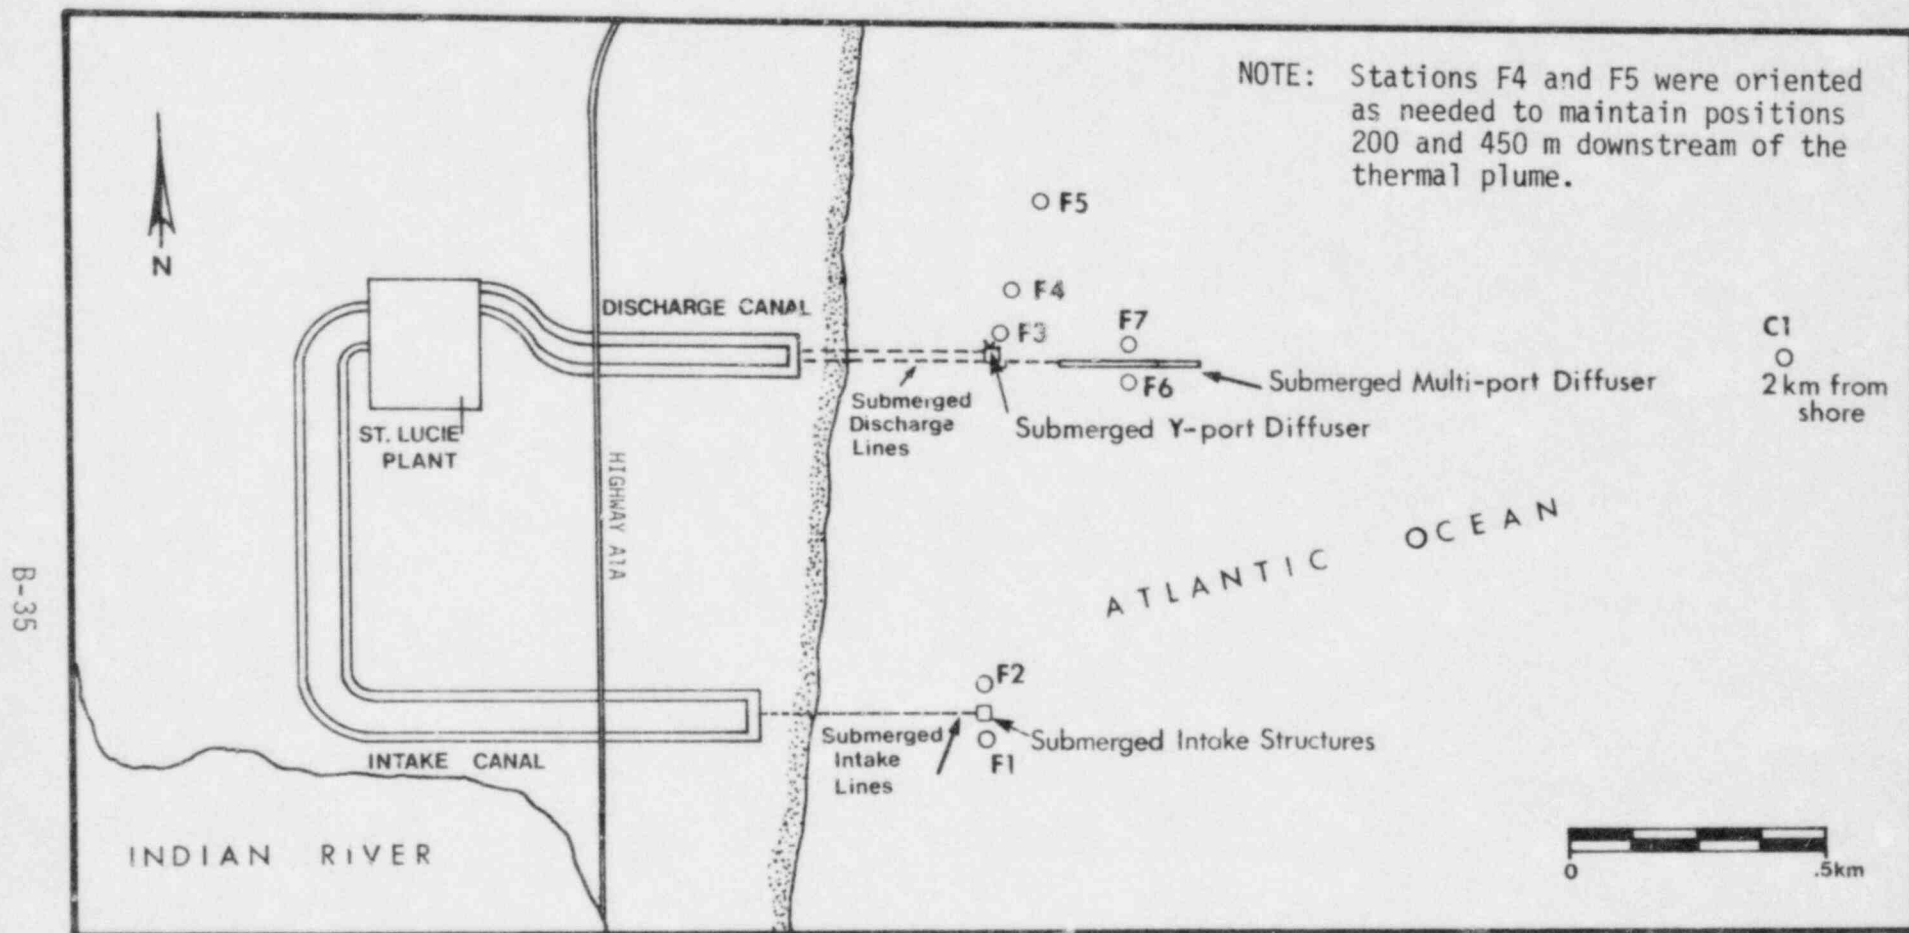 NOTE: Stations F4 and F5 were oriented
as needed to maintain positions
200 and 450 m downstream of the
thermal plume.
N
F5
F4
F3
F7
F6
C1
2 km from
shore
DISCHARGE CANAL
Submerged
Discharge
Lines
Submerged Multi-port Diffuser
Submerged Y-port Diffuser
ST. LUCIE
PLANT
HIGHWAY A1A
ATLANTIC OCEAN
F2
F1
Submerged
Intake
Lines
Submerged Intake Structures
INTAKE CANAL
INDIAN RIVER
0 .5km
B-35